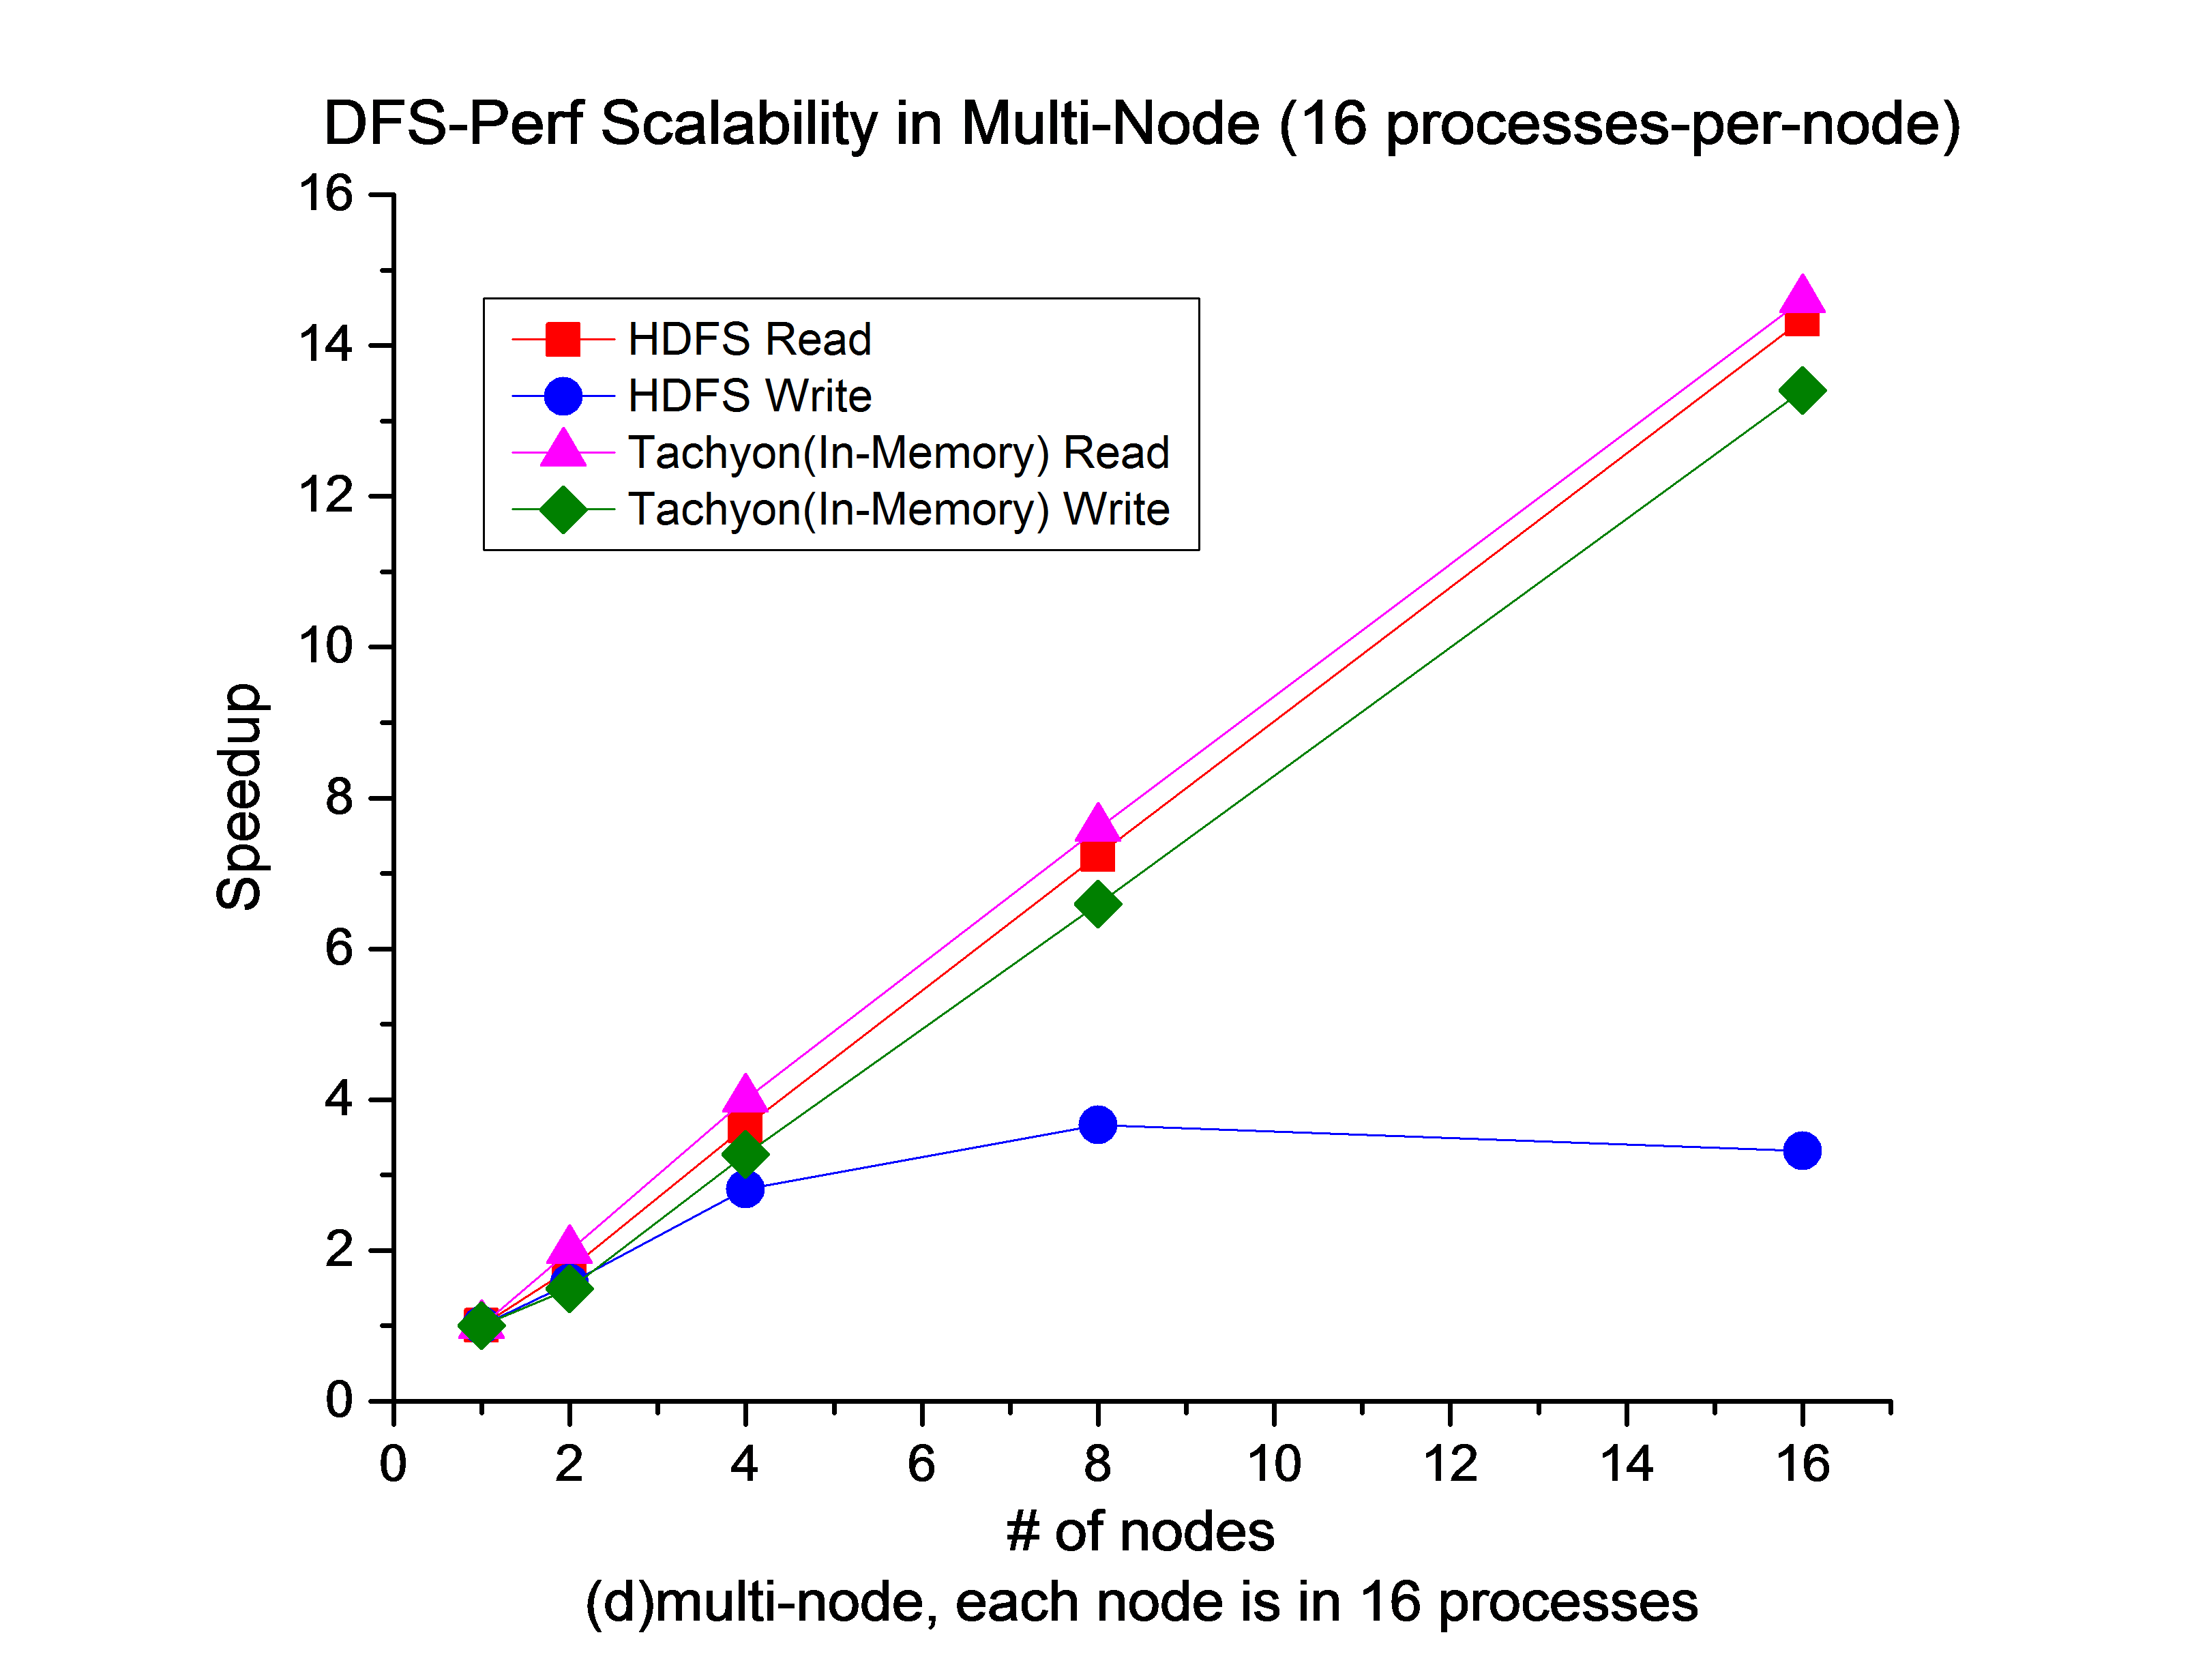 DFS-Perf Scalability in Multi-Node (16 processes-per-node)
16
14
12
10
8
6
4
2
0
Speedup
HDFS Read
HDFS Write
Tachyon(In-Memory) Read
Tachyon(In-Memory) Write
0 2 4 6 8 10 12 14 16
# of nodes
(d)multi-node, each node is in 16 processes